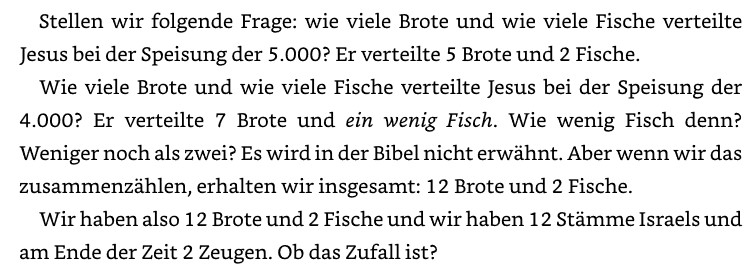 Stellen wir folgende Frage: wie viele Brote und wie viele Fische verteilte
Jesus bei der Speisung der 5.000? Er verteilte 5 Brote und 2 Fische.
Wie viele Brote und wie viele Fische verteilte Jesus bei der Speisung der
4.000? Er verteilte 7 Brote und ein wenig Fisch. Wie wenig Fisch denn?
Weniger noch als zwei? Es wird in der Bibel nicht erwähnt. Aber wenn wir das
zusammenzählen, erhalten wir insgesamt: 12 Brote und 2 Fische.
Wir haben also 12 Brote und 2 Fische und wir haben 12 Stämme Israels und
am Ende der Zeit 2 Zeugen. Ob das Zufall ist?